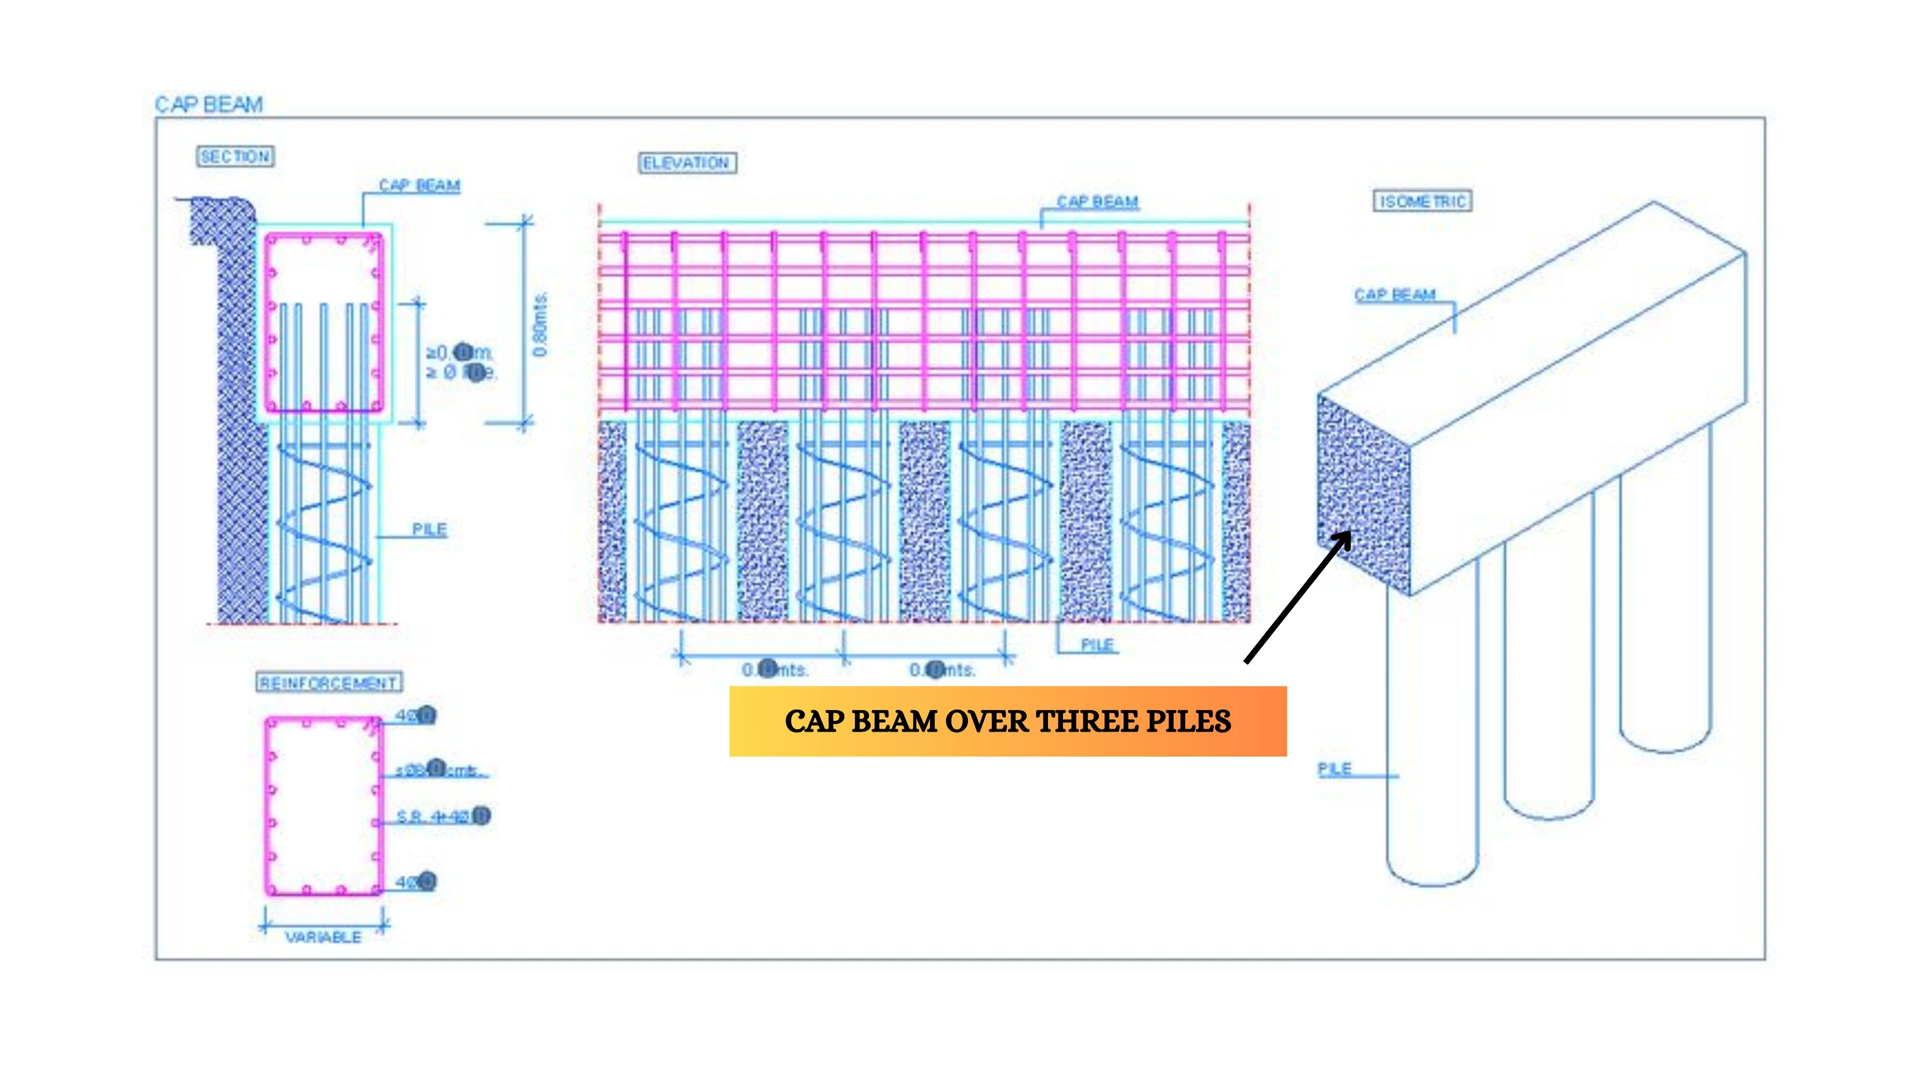 CAP BEAM
SECTION
CAP BEAM
0.80mts.
PILE
ELEVATION
CAP BEAM
PILE
ISOMETRIC
CAP BEAM
PILE
CAP BEAM OVER THREE PILES
REINFORCEMENT
S.R.
VARIABLE